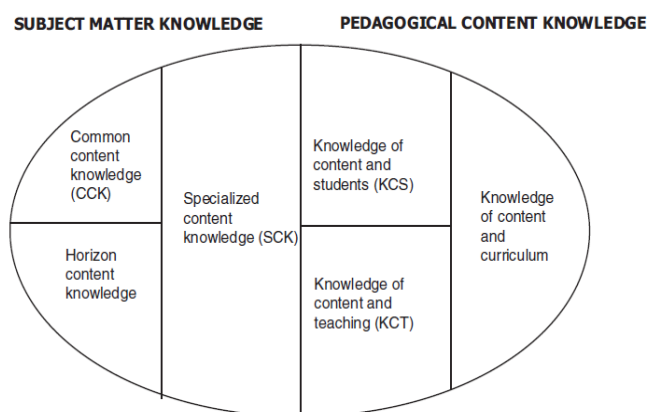 SUBJECT MATTER KNOWLEDGE
PEDAGOGICAL CONTENT KNOWLEDGE
Common
content
knowledge
(CCK)
Horizon
content
knowledge
Specialized
content
knowledge (SCK)
Knowledge of
content and
students (KCS)
Knowledge of
content and
teaching (KCT)
Knowledge
of content
and
curriculum